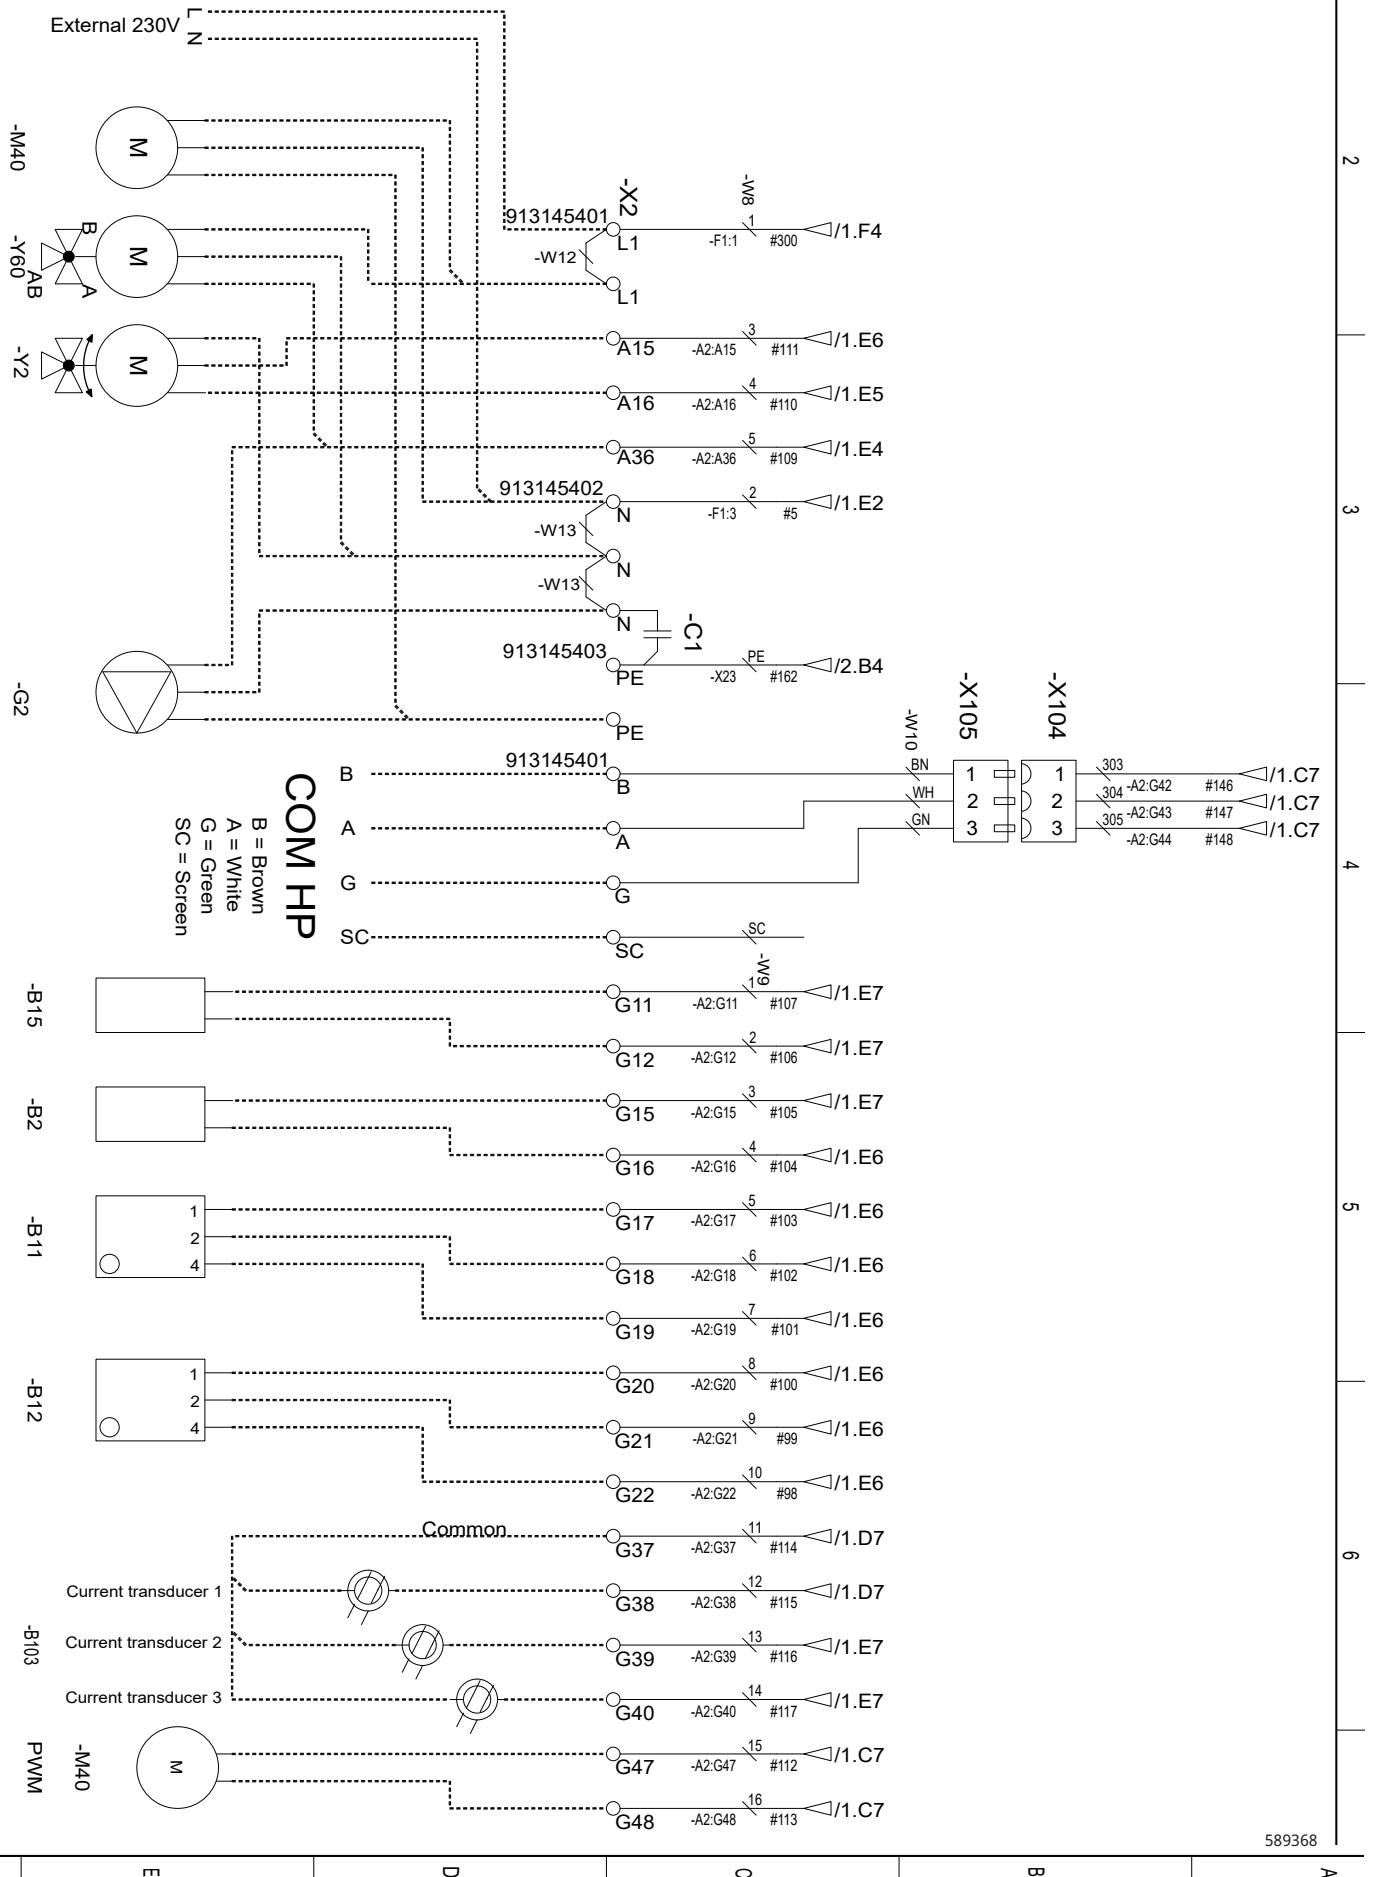 External 230V
L
N
-M40
M
-Y60
B
A
AB
M
-Y2
M
-G2
-X2
-W8
913145401
L1
1
-F1:1
#300
/1.F4
-W12
L1
A15
3
-A2:A15
#111
/1.E6
A16
4
-A2:A16
#110
/1.E5
A36
5
-A2:A36
#109
/1.E4
913145402
N
2
-F1:3
#5
/1.E2
-W13
N
-W13
N
-C1
913145403
PE
PE
-X23
#162
/2.B4
PE
-X105
-X104
-W10
B
913145401
B
BN
1
1
303
-A2:G42
#146
/1.C7
A
A
WH
2
2
304
-A2:G43
#147
/1.C7
G
G
GN
3
3
305
-A2:G44
#148
/1.C7
SC
SC
SC
COM HP
B = Brown
A = White
G = Green
SC = Screen
-W9
-B15
G11
1
-A2:G11
#107
/1.E7
G12
2
-A2:G12
#106
/1.E7
-B2
G15
3
-A2:G15
#105
/1.E7
G16
4
-A2:G16
#104
/1.E6
-B11
1
2
4
G17
5
-A2:G17
#103
/1.E6
G18
6
-A2:G18
#102
/1.E6
G19
7
-A2:G19
#101
/1.E6
-B12
1
2
4
G20
8
-A2:G20
#100
/1.E6
G21
9
-A2:G21
#99
/1.E6
G22
10
-A2:G22
#98
/1.E6
Common
G37
11
-A2:G37
#114
/1.D7
Current transducer 1
G38
12
-A2:G38
#115
/1.D7
-B103
Current transducer 2
G39
13
-A2:G39
#116
/1.E7
Current transducer 3
G40
14
-A2:G40
#117
/1.E7
PWM
-M40
M
G47
15
-A2:G47
#112
/1.C7
G48
16
-A2:G48
#113
/1.C7
589368
2
3
4
5
6
E
D
C
B
A